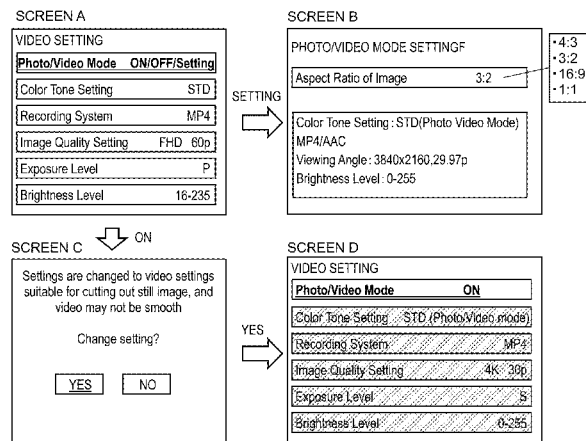 SCREEN A
VIDEO SETTING
Photo/Video Mode ON/OFF/Setting
Color Tone Setting STD
Recording System MP4
Image Quality Setting FHD 60p
Exposure Level P
Brightness Level 16-235
SETTING
SCREEN B
PHOTO/VIDEO MODE SETTINGF
Aspect Ratio of Image 3:2
•4:3
•3:2
•16:9
•1:1
Color Tone Setting : STD(Photo Video Mode)
MP4/AAC
Viewing Angle : 3840x2160,29.97p
Brightness Level : 0-255
ON
SCREEN C
Settings are changed to video settings
suitable for cutting out still image, and
video may not be smooth
Change setting?
YES NO
YES
SCREEN D
VIDEO SETTING
Photo/Video Mode ON
Color Tone Setting STD (Photo/Video mode)
Recording System MP4
Image Quality Setting 4K 30p
Exposure Level S
Brightness Level 0-255